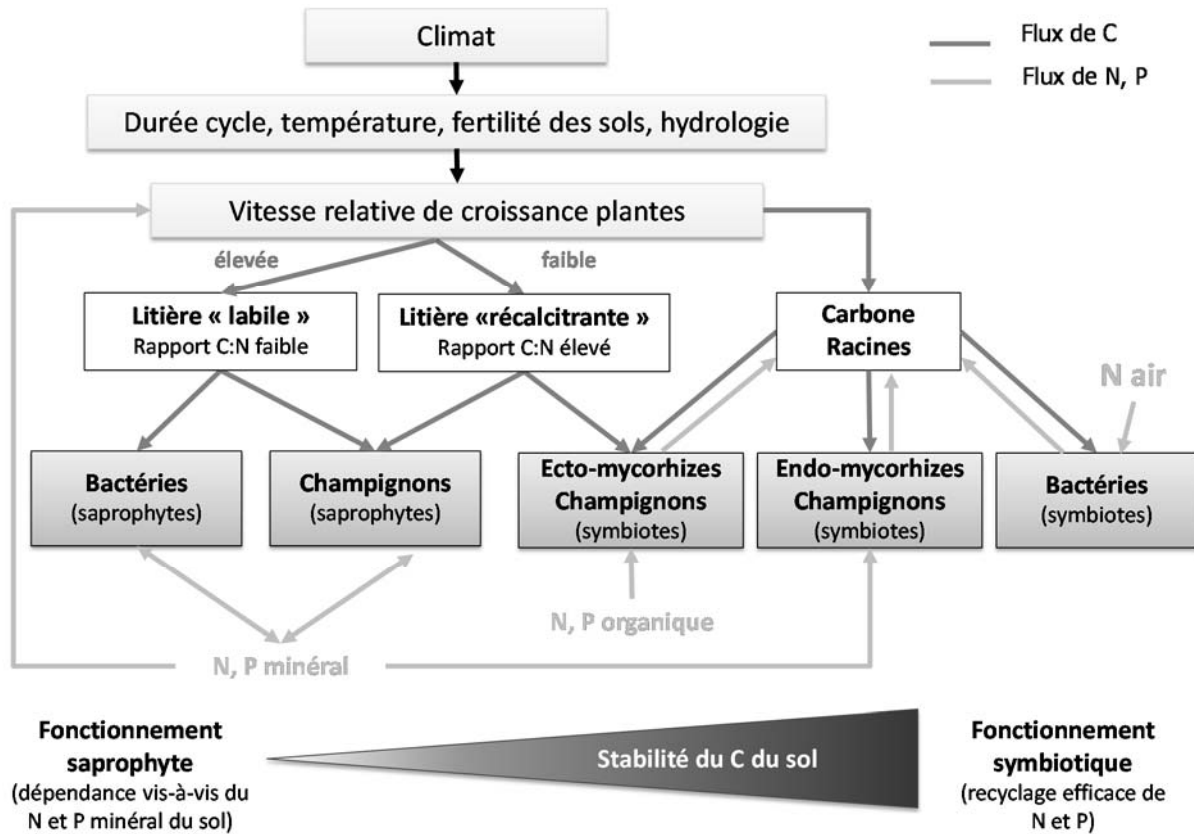 Climat
Flux de C
Flux de N, P
Durée cycle, température, fertilité des sols, hydrologie
Vitesse relative de croissance plantes
élevée
faible
Litière « labile »
Rapport C:N faible
Litière «récalcitrante »
Rapport C:N élevé
Carbone
Racines
N air
Bactéries
(saprophytes)
Champignons
(saprophytes)
Ecto-mycorhizes
Champignons
(symbiotes)
Endo-mycorhizes
Champignons
(symbiotes)
Bactéries
(symbiotes)
N, P organique
N, P minéral
Fonctionnement
saprophyte
(dépendance vis-à-vis du
N et P minéral du sol)
Stabilité du C du sol
Fonctionnement
symbiotique
(recyclage efficace de
N et P)